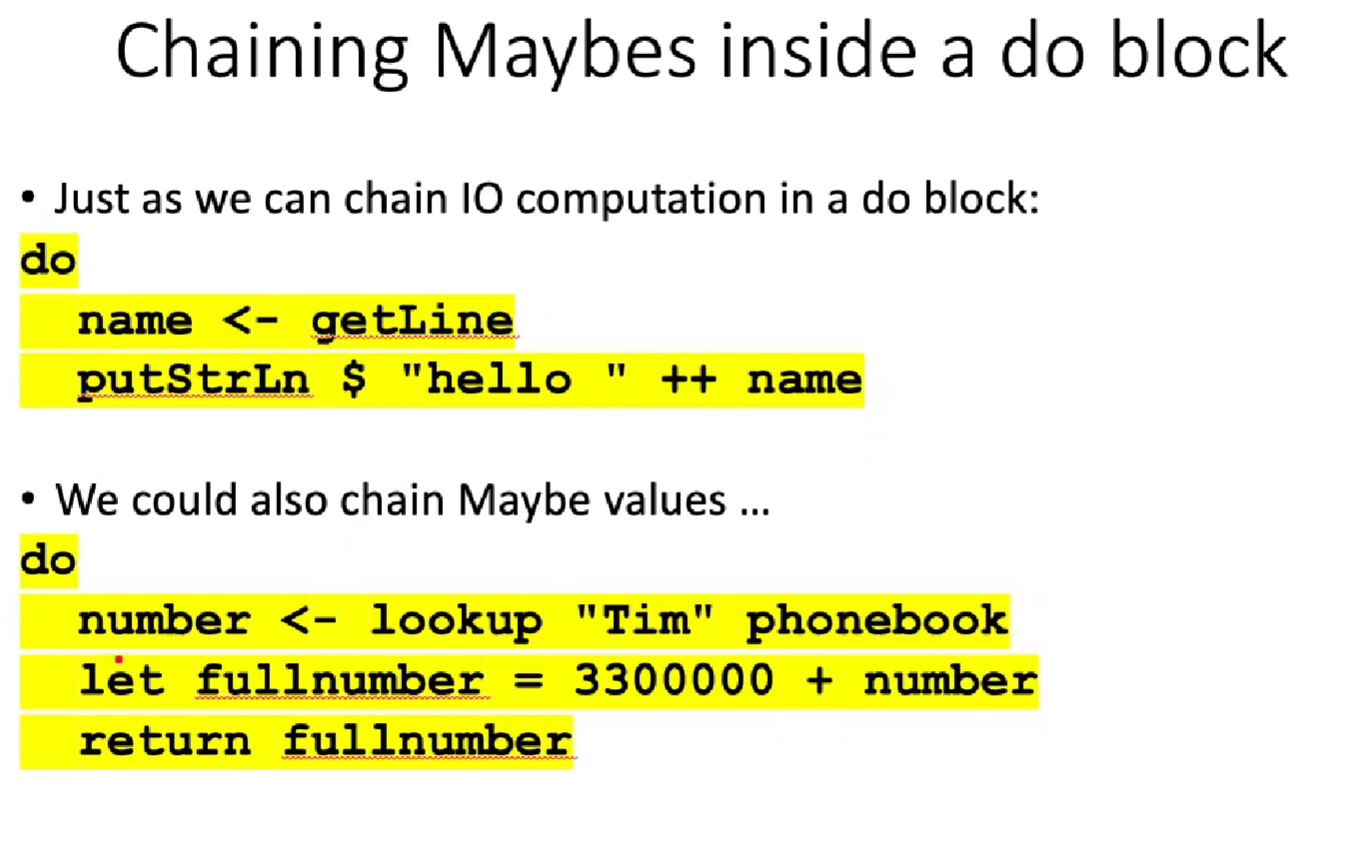 Chaining Maybes inside a do block
• Just as we can chain IO computation in a do block:
do
  name <- getLine
  putStrLn $ "hello " ++ name
• We could also chain Maybe values ...
do
  number <- lookup "Tim" phonebook
  let fullnumber = 3300000 + number
  return fullnumber